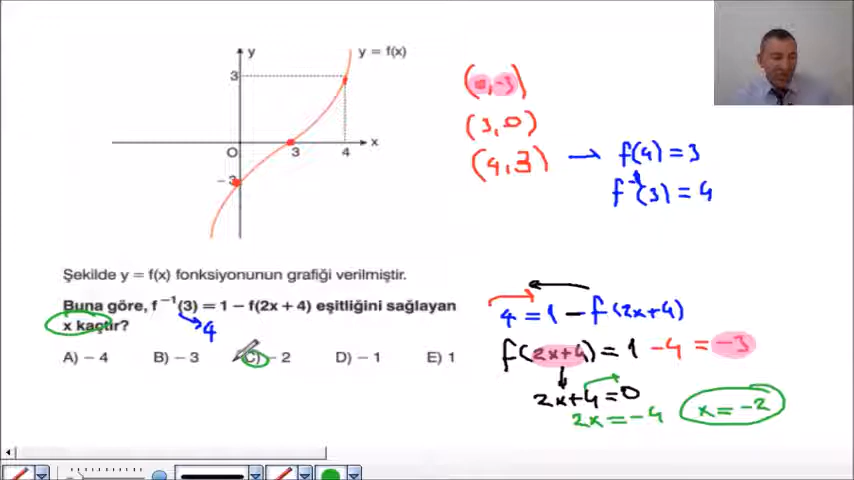 y
y = f(x)
3
x
O
3
4
-3
(0,-3)
(3,0)
(4,3) → f(4) = 3
f⁻¹(3) = 4
Şekilde y = f(x) fonksiyonunun grafiği verilmiştir.
Buna göre, f⁻¹(3) = 1 – f(2x + 4) eşitliğini sağlayan
x kaçtır?
4
A) – 4 B) – 3 C) – 2 D) – 1 E) 1
4 = 1 – f(2x+4)
f(2x+4) = 1 -4 = -3
2x+4 = 0
2x = -4
x = -2